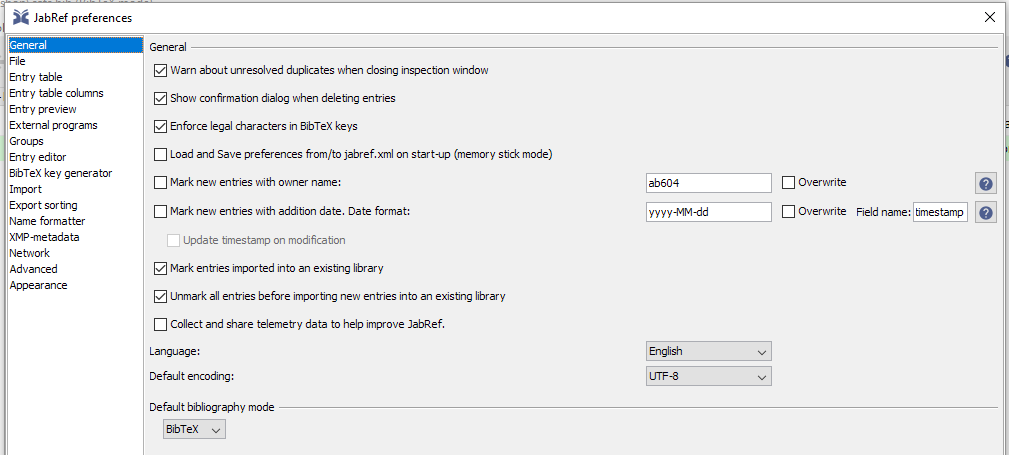 JabRef preferences
General
File
Entry table
Entry table columns
Entry preview
External programs
Groups
Entry editor
BibTeX key generator
Import
Export sorting
Name formatter
XMP-metadata
Network
Advanced
Appearance
General
Warn about unresolved duplicates when closing inspection window
Show confirmation dialog when deleting entries
Enforce legal characters in BibTeX keys
Load and Save preferences from/to jabref.xml on start-up (memory stick mode)
Mark new entries with owner name: ab604 Overwrite ?
Mark new entries with addition date. Date format: yyyy-MM-dd Overwrite Field name: timestamp ?
Update timestamp on modification
Mark entries imported into an existing library
Unmark all entries before importing new entries into an existing library
Collect and share telemetry data to help improve JabRef.
Language: English
Default encoding: UTF-8
Default bibliography mode
BibTeX